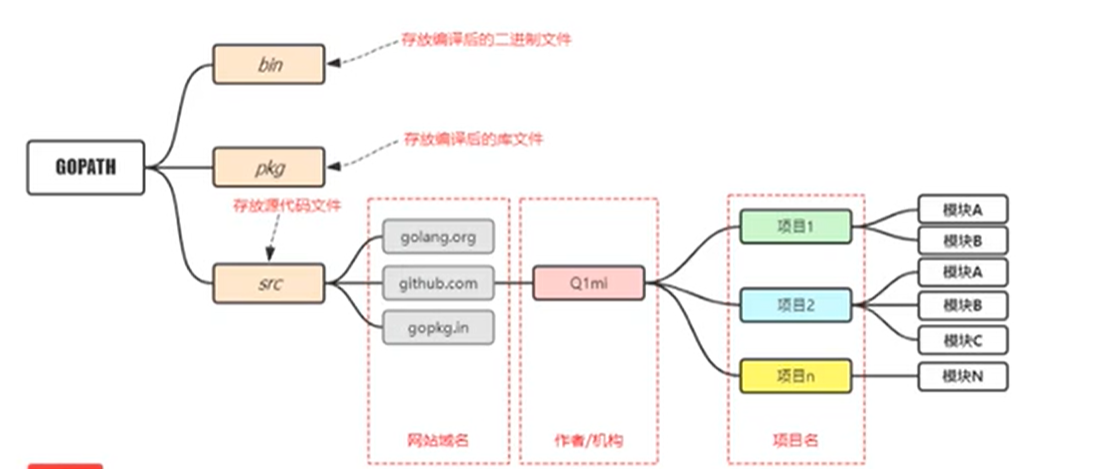 存放编译后的二进制文件
bin
存放编译后的库文件
GOPATH
pkg
存放源代码文件
src
golang.org
github.com
gopkg.in
网站域名
Q1mi
作者/机构
项目1
项目2
项目n
项目名
模块A
模块B
模块A
模块B
模块C
模块N